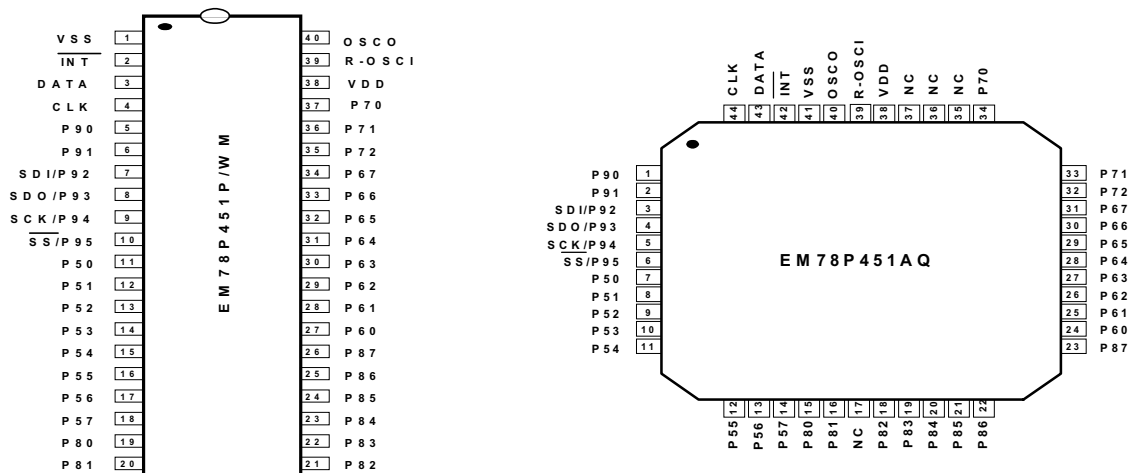 VSS 1 40 OSCO
INT 2 39 R-OSCI
DATA 3 38 VDD
CLK 4 37 P70
P90 5 36 P71
P91 6 35 P72
SDI/P92 7 34 P67
SDO/P93 8 33 P66
SCK/P94 9 32 P65
SS/P95 10 31 P64
P50 11 30 P63
P51 12 29 P62
P52 13 28 P61
P53 14 27 P60
P54 15 26 P87
P55 16 25 P86
P56 17 24 P85
P57 18 23 P84
P80 19 22 P83
P81 20 21 P82
EM78P451P/WM
CLK DATA INT VSS OSCO R-OSCI VDD NC NC NC P70
44 43 42 41 40 39 38 37 36 35 34
P90 1 33 P71
P91 2 32 P72
SDI/P92 3 31 P67
SDO/P93 4 30 P66
SCK/P94 5 29 P65
SS/P95 6 28 P64
P50 7 27 P63
P51 8 26 P62
P52 9 25 P61
P53 10 24 P60
P54 11 23 P87
EM78P451AQ
12 13 14 15 16 17 18 19 20 21 22
P55 P56 P57 P80 P81 NC P82 P83 P84 P85 P86